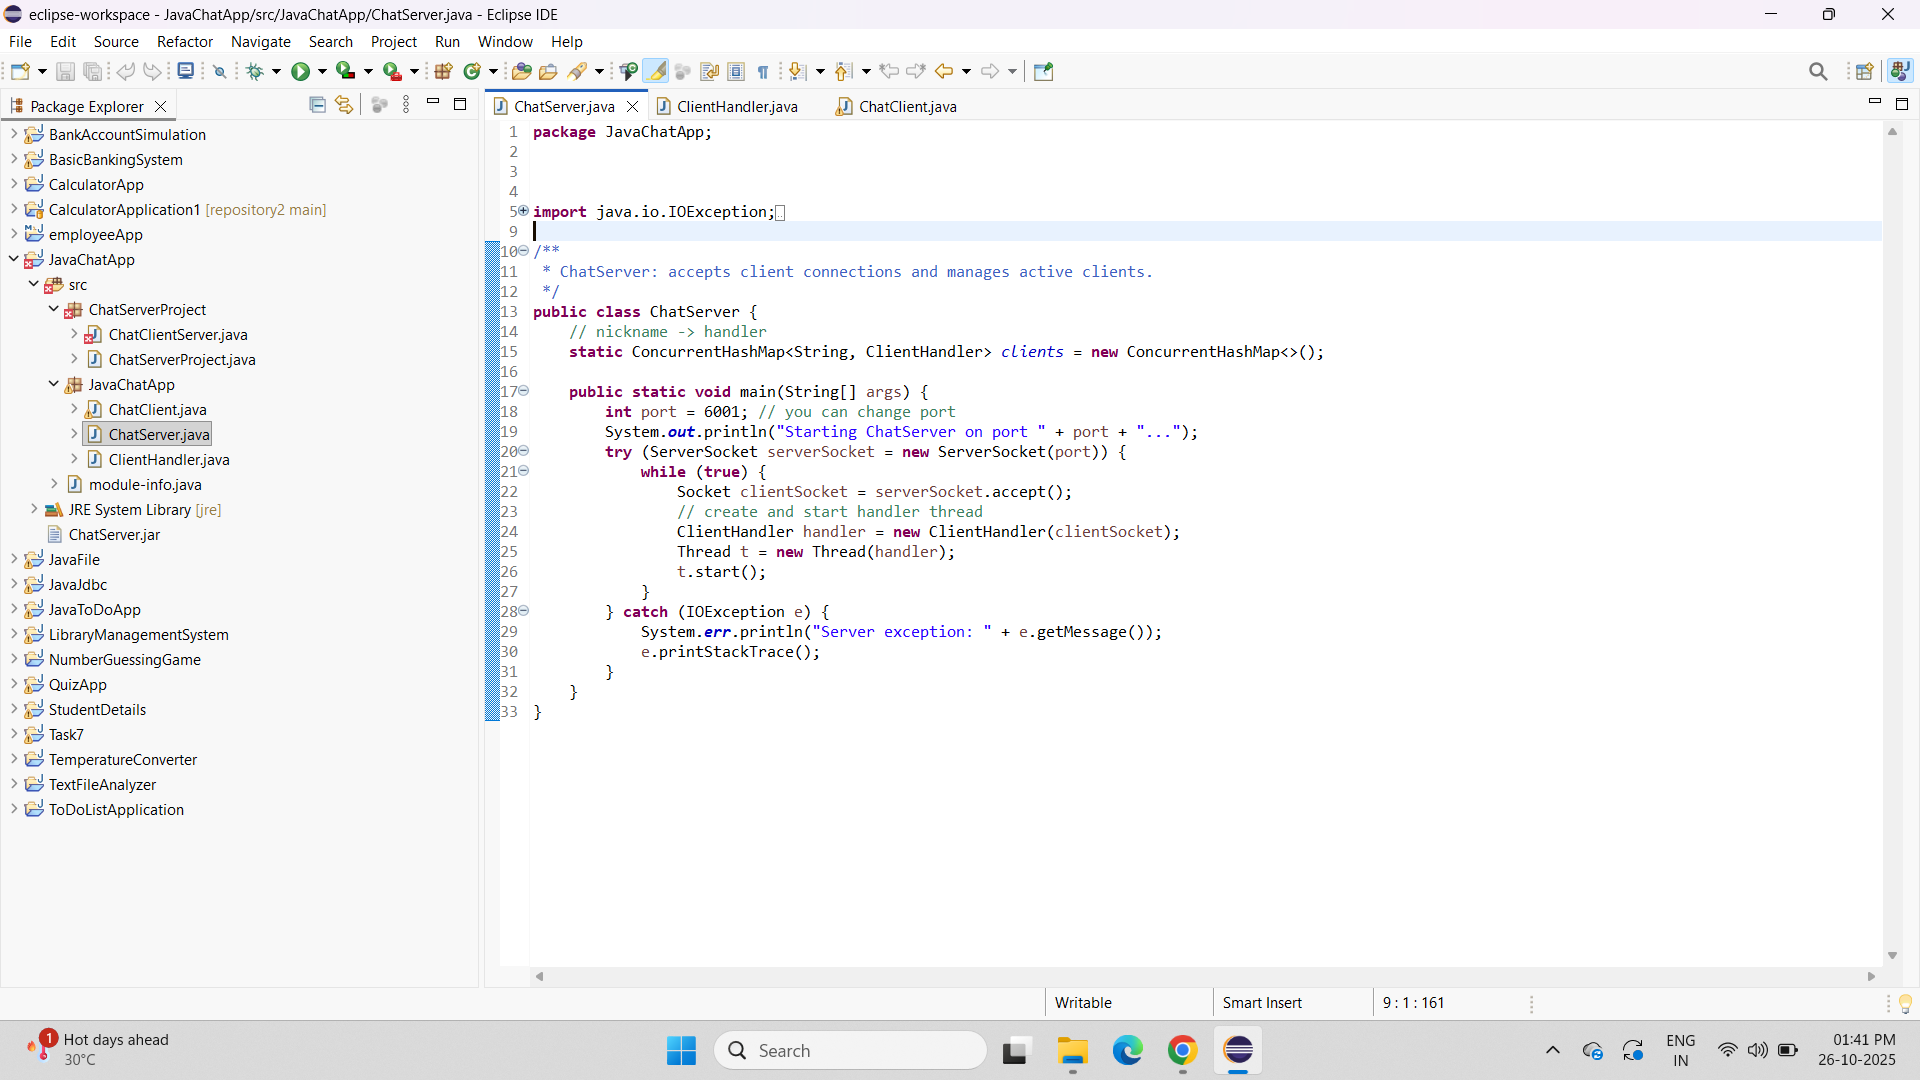 eclipse-workspace - JavaChatApp/src/JavaChatApp/ChatServer.java - Eclipse IDE
File Edit Source Refactor Navigate Search Project Run Window Help
Package Explorer
BankAccountSimulation
BasicBankingSystem
CalculatorApp
CalculatorApplication1 [repository2 main]
employeeApp
JavaChatApp
src
ChatServerProject
ChatClientServer.java
ChatServerProject.java
JavaChatApp
ChatClient.java
ChatServer.java
ClientHandler.java
module-info.java
JRE System Library [jre]
ChatServer.jar
JavaFile
JavaJdbc
JavaToDoApp
LibraryManagementSystem
NumberGuessingGame
QuizApp
StudentDetails
Task7
TemperatureConverter
TextFileAnalyzer
ToDoListApplication
ChatServer.java ClientHandler.java ChatClient.java
1 package JavaChatApp;
2
3
4
5 import java.io.IOException;
9
10 /**
11 * ChatServer: accepts client connections and manages active clients.
12 */
13 public class ChatServer {
14 // nickname -> handler
15 static ConcurrentHashMap<String, ClientHandler> clients = new ConcurrentHashMap<>();
16
17 public static void main(String[] args) {
18 int port = 6001; // you can change port
19 System.out.println("Starting ChatServer on port " + port + "...");
20 try (ServerSocket serverSocket = new ServerSocket(port)) {
21 while (true) {
22 Socket clientSocket = serverSocket.accept();
23 // create and start handler thread
24 ClientHandler handler = new ClientHandler(clientSocket);
25 Thread t = new Thread(handler);
26 t.start();
27 }
28 } catch (IOException e) {
29 System.err.println("Server exception: " + e.getMessage());
30 e.printStackTrace();
31 }
32 }
33 }
Writable Smart Insert 9 : 1 : 161
1 Hot days ahead
30°C
Search
ENG
IN
01:41 PM
26-10-2025